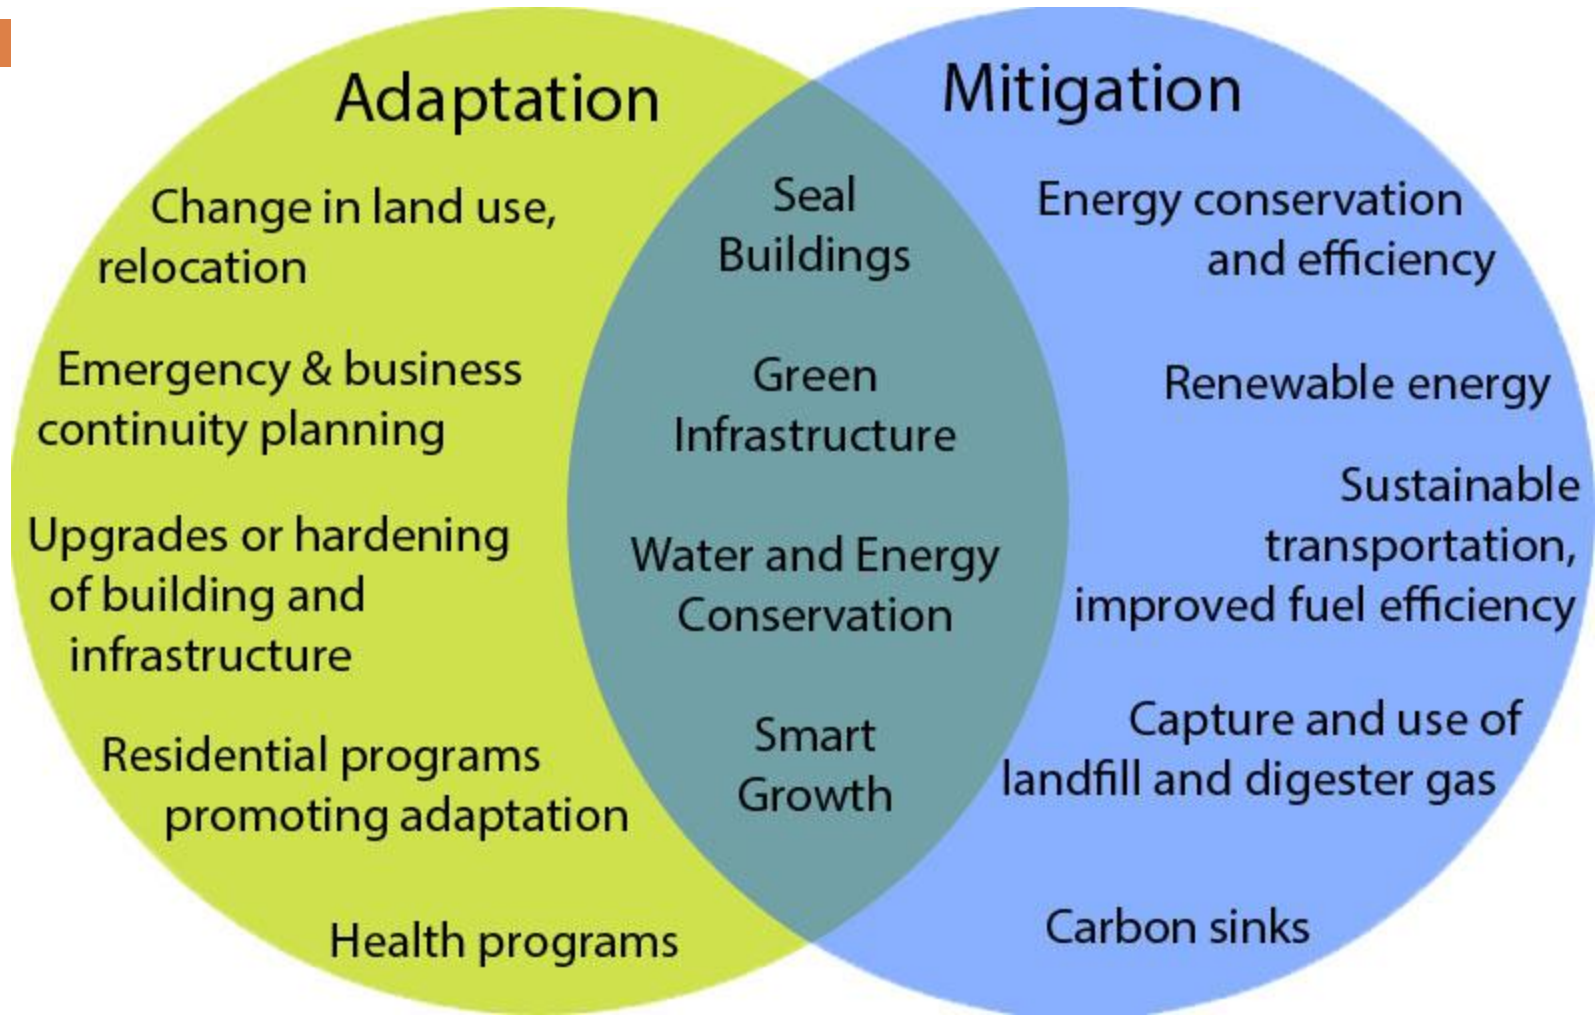 Adaptation
Change in land use,
relocation
Emergency & business
continuity planning
Upgrades or hardening
of building and
infrastructure
Residential programs
promoting adaptation
Health programs
Seal
Buildings
Green
Infrastructure
Water and Energy
Conservation
Smart
Growth
Mitigation
Energy conservation
and efficiency
Renewable energy
Sustainable
transportation,
improved fuel efficiency
Capture and use of
landfill and digester gas
Carbon sinks